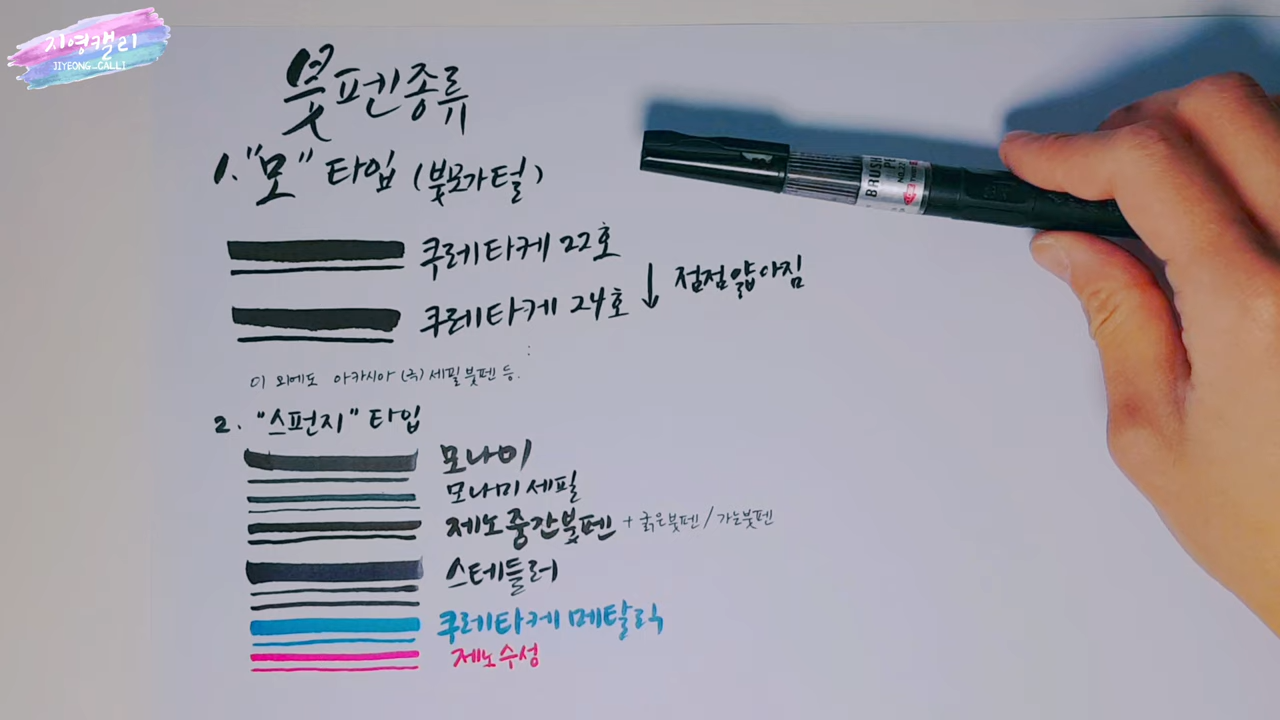 지영캘리
JIYEONG_CALLI
붓펜종류
1. "모" 타입 (붓모가 털)
쿠레타케 22호
↓ 점점 얇아짐
쿠레타케 24호
:
이 외에도 아카시아 (극)세필붓펜 등.
2. "스펀지" 타입
모나미
모나미 세필
제노 중간붓펜 + 굵은붓펜 / 가는붓펜
스테들러
쿠레타케 메탈릭
제노수성
BRUSH PE